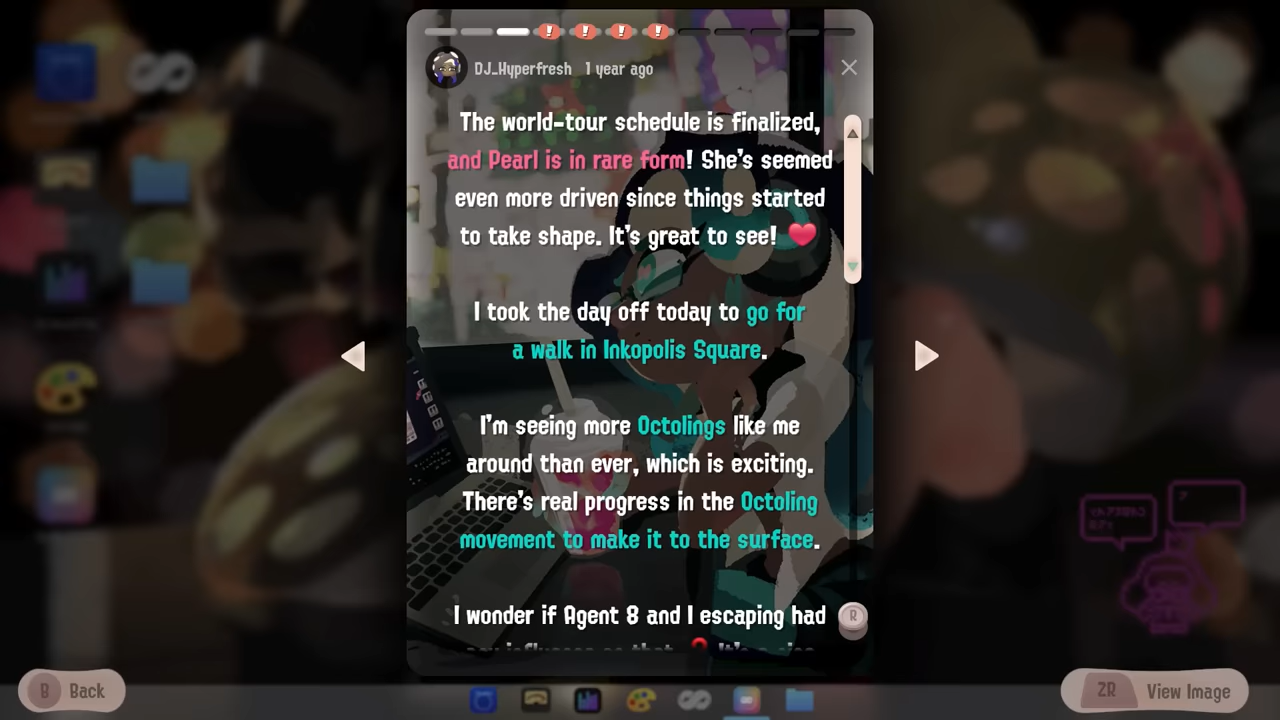 DJ_Hyperfresh 1 year ago
The world-tour schedule is finalized,
and Pearl is in rare form! She's seemed
even more driven since things started
to take shape. It's great to see! ❤
I took the day off today to go for
a walk in Inkopolis Square.
I'm seeing more Octolings like me
around than ever, which is exciting.
There's real progress in the Octoling
movement to make it to the surface.
I wonder if Agent 8 and I escaping had
R
B Back
ZR View Image